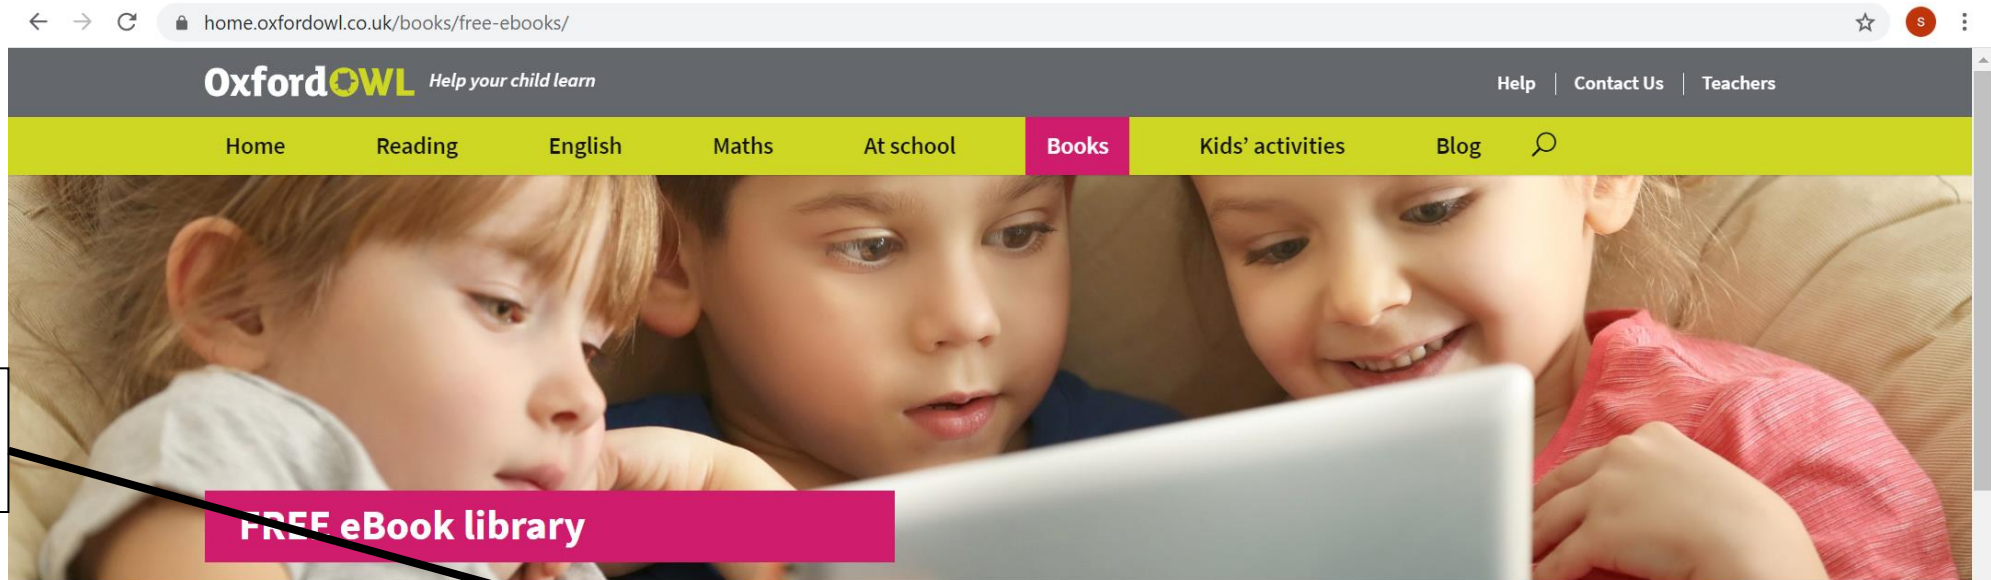 home.oxfordowl.co.uk/books/free-ebooks/
S
OxfordOWL Help your child learn
Help | Contact Us | Teachers
Home Reading English Maths At school Books Kids' activities Blog
FREE eBook library